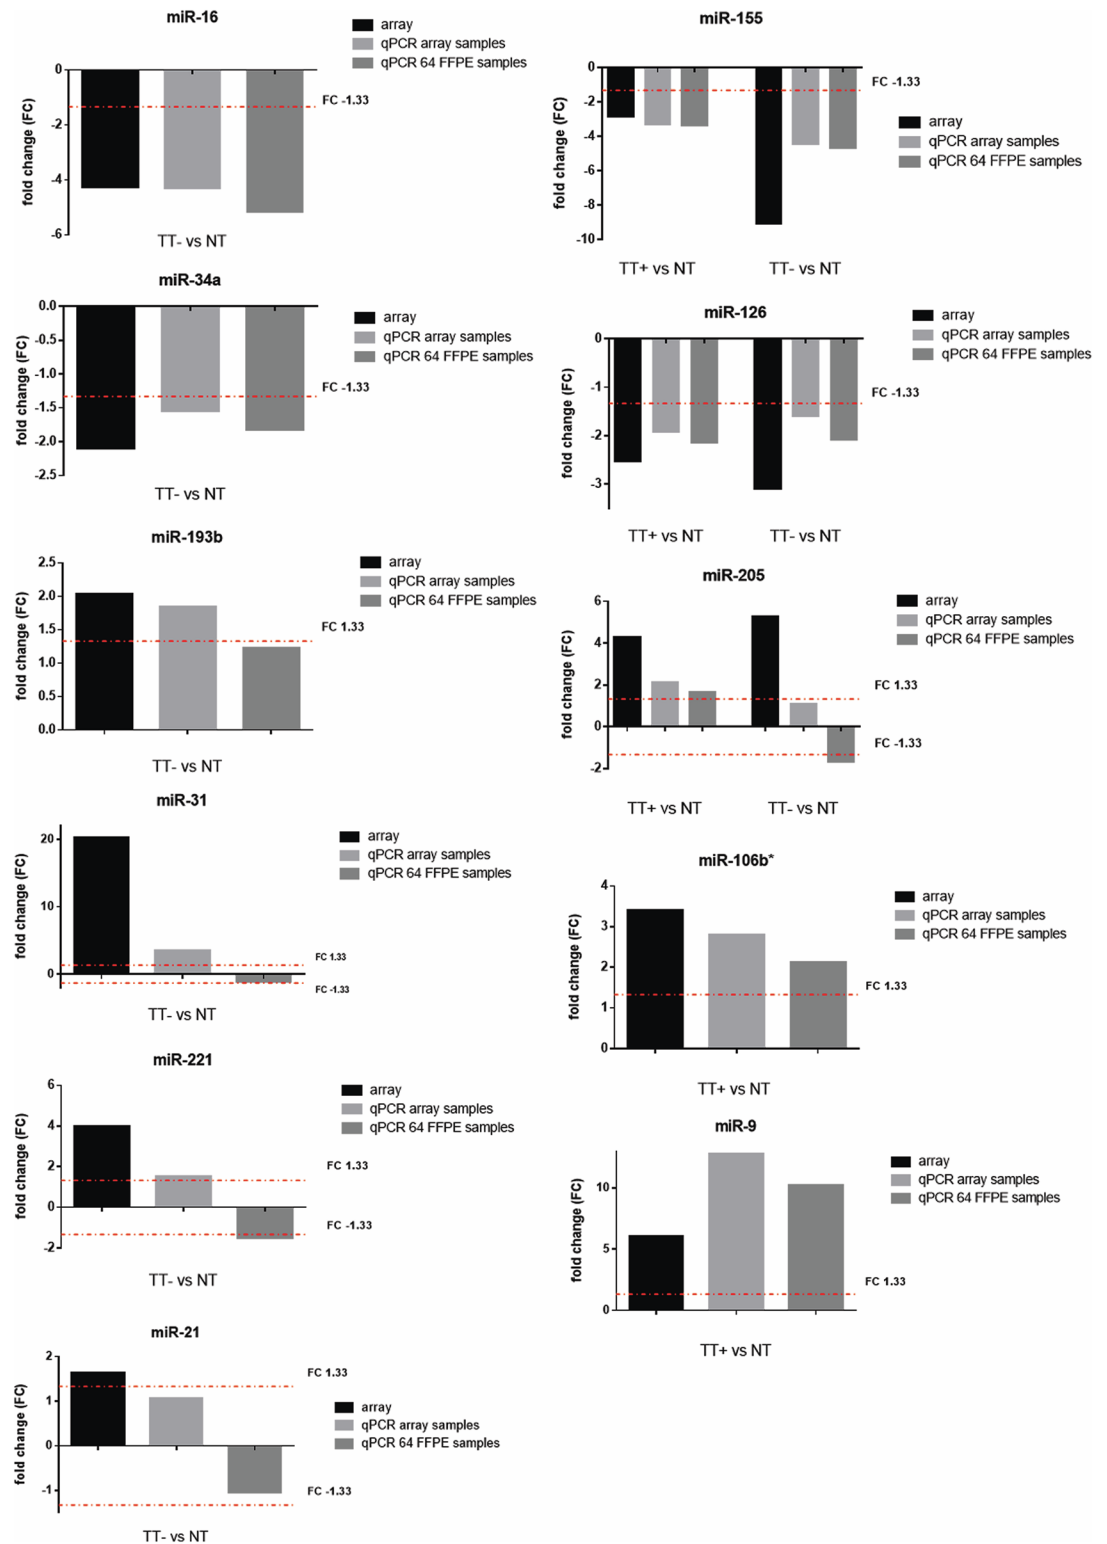 miR-16
array
qPCR array samples
qPCR 64 FFPE samples
fold change (FC)
0
-2
-4
-6
FC -1.33
TT- vs NT
miR-34a
array
qPCR array samples
qPCR 64 FFPE samples
fold change (FC)
0.0
-0.5
-1.0
-1.5
-2.0
-2.5
FC -1.33
TT- vs NT
miR-193b
array
qPCR array samples
qPCR 64 FFPE samples
fold change (FC)
2.5
2.0
1.5
1.0
0.5
0.0
FC 1.33
TT- vs NT
miR-31
array
qPCR array samples
qPCR 64 FFPE samples
fold change (FC)
20
10
0
FC 1.33
FC -1.33
TT- vs NT
miR-221
array
qPCR array samples
qPCR 64 FFPE samples
fold change (FC)
6
4
2
0
-2
FC 1.33
FC -1.33
TT- vs NT
miR-21
fold change (FC)
2
1
0
-1
FC 1.33
array
qPCR array samples
qPCR 64 FFPE samples
FC -1.33
TT- vs NT
miR-155
fold change (FC)
0
-2
-4
-6
-8
-10
FC -1.33
array
qPCR array samples
qPCR 64 FFPE samples
TT+ vs NT TT- vs NT
miR-126
array
qPCR array samples
qPCR 64 FFPE samples
fold change (FC)
0
-1
-2
-3
FC -1.33
TT+ vs NT TT- vs NT
miR-205
array
qPCR array samples
qPCR 64 FFPE samples
fold change (FC)
6
4
2
0
-2
FC 1.33
FC -1.33
TT+ vs NT TT- vs NT
miR-106b*
array
qPCR array samples
qPCR 64 FFPE samples
fold change (FC)
4
3
2
1
0
FC 1.33
TT+ vs NT
miR-9
array
qPCR array samples
qPCR 64 FFPE samples
fold change (FC)
10
5
0
FC 1.33
TT+ vs NT